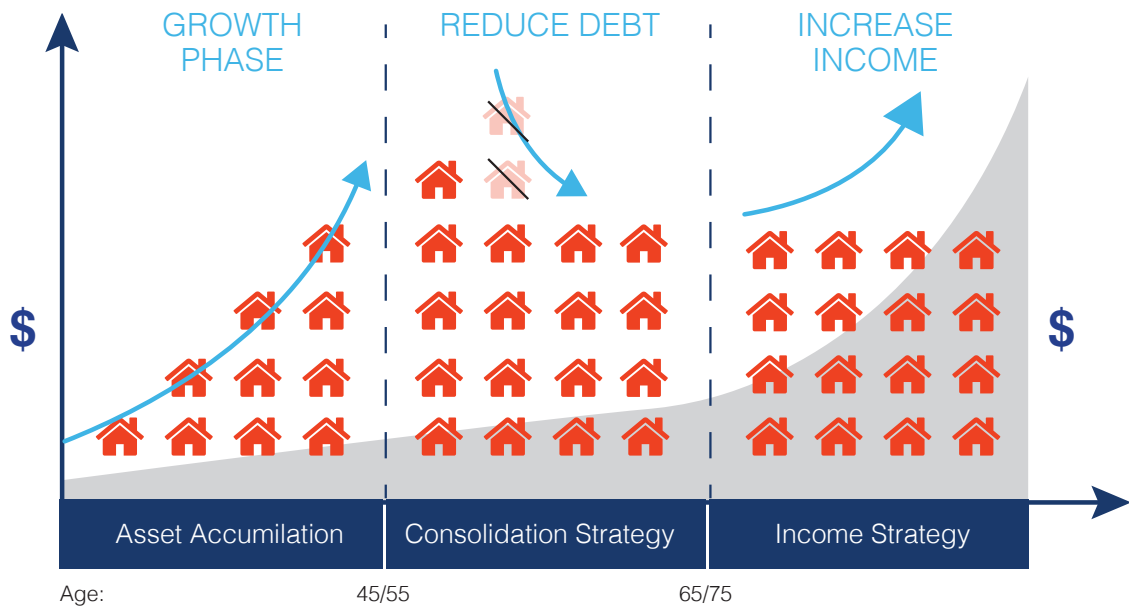 GROWTH
PHASE
REDUCE DEBT
INCREASE
INCOME
$
$
Asset Accumilation
Consolidation Strategy
Income Strategy
Age:
45/55
65/75